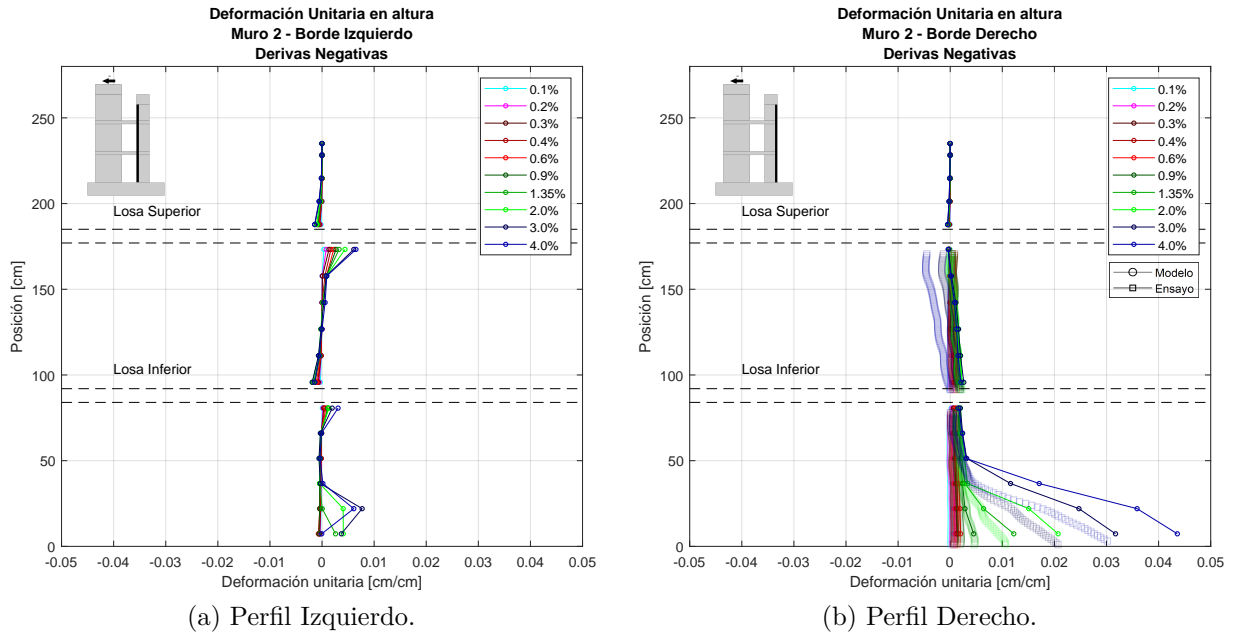 Deformación Unitaria en altura
Muro 2 - Borde Izquierdo
Derivas Negativas
Posición [cm]
250
200
150
100
50
0
Losa Superior
Losa Inferior
0.1%
0.2%
0.3%
0.4%
0.6%
0.9%
1.35%
2.0%
3.0%
4.0%
-0.05 -0.04 -0.03 -0.02 -0.01 0 0.01 0.02 0.03 0.04 0.05
Deformación unitaria [cm/cm]
(a) Perfil Izquierdo.
Deformación Unitaria en altura
Muro 2 - Borde Derecho
Derivas Negativas
Posición [cm]
250
200
150
100
50
0
Losa Superior
Losa Inferior
0.1%
0.2%
0.3%
0.4%
0.6%
0.9%
1.35%
2.0%
3.0%
4.0%
Modelo
Ensayo
-0.05 -0.04 -0.03 -0.02 -0.01 0 0.01 0.02 0.03 0.04 0.05
Deformación unitaria [cm/cm]
(b) Perfil Derecho.